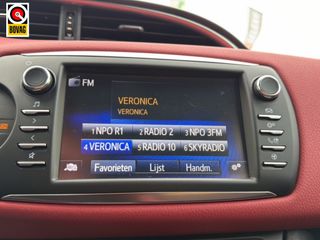 BOVAG
FM
VERONICA
VERONICA
1 NPO R1 2 RADIO 2 3 NPO 3FM
4 VERONICA 5 RADIO 10 6 SKYRADIO
Favorieten Lijst Handm.